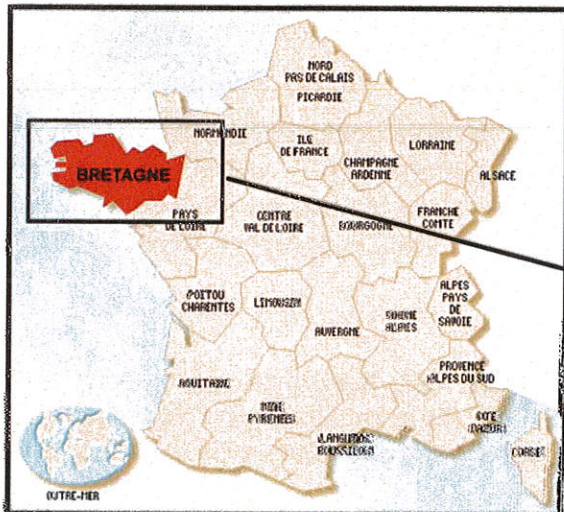 NORD
PAS DE CALAIS
PICARDIE
NORMANDIE
ILE
DE FRANCE
LORRAINE
CHAMPAGNE
ARDENNE
ALSACE
BRETAGNE
PAYS
DE LOIRE
CENTRE
VAL DE LOIRE
BOURGOGNE
FRANCHE
COMTE
POITOU
CHARENTES
LIMOUSIN
AUVERGNE
RHONE
ALPES
ALPES
PAYS
DE
SAVOIE
AQUITAINE
MIDI
PYRENEES
LANGUEDOC
ROUSSILLON
PROVENCE
ALPES DU SUD
COTE
D'AZUR
CORSE
OUTRE-MER